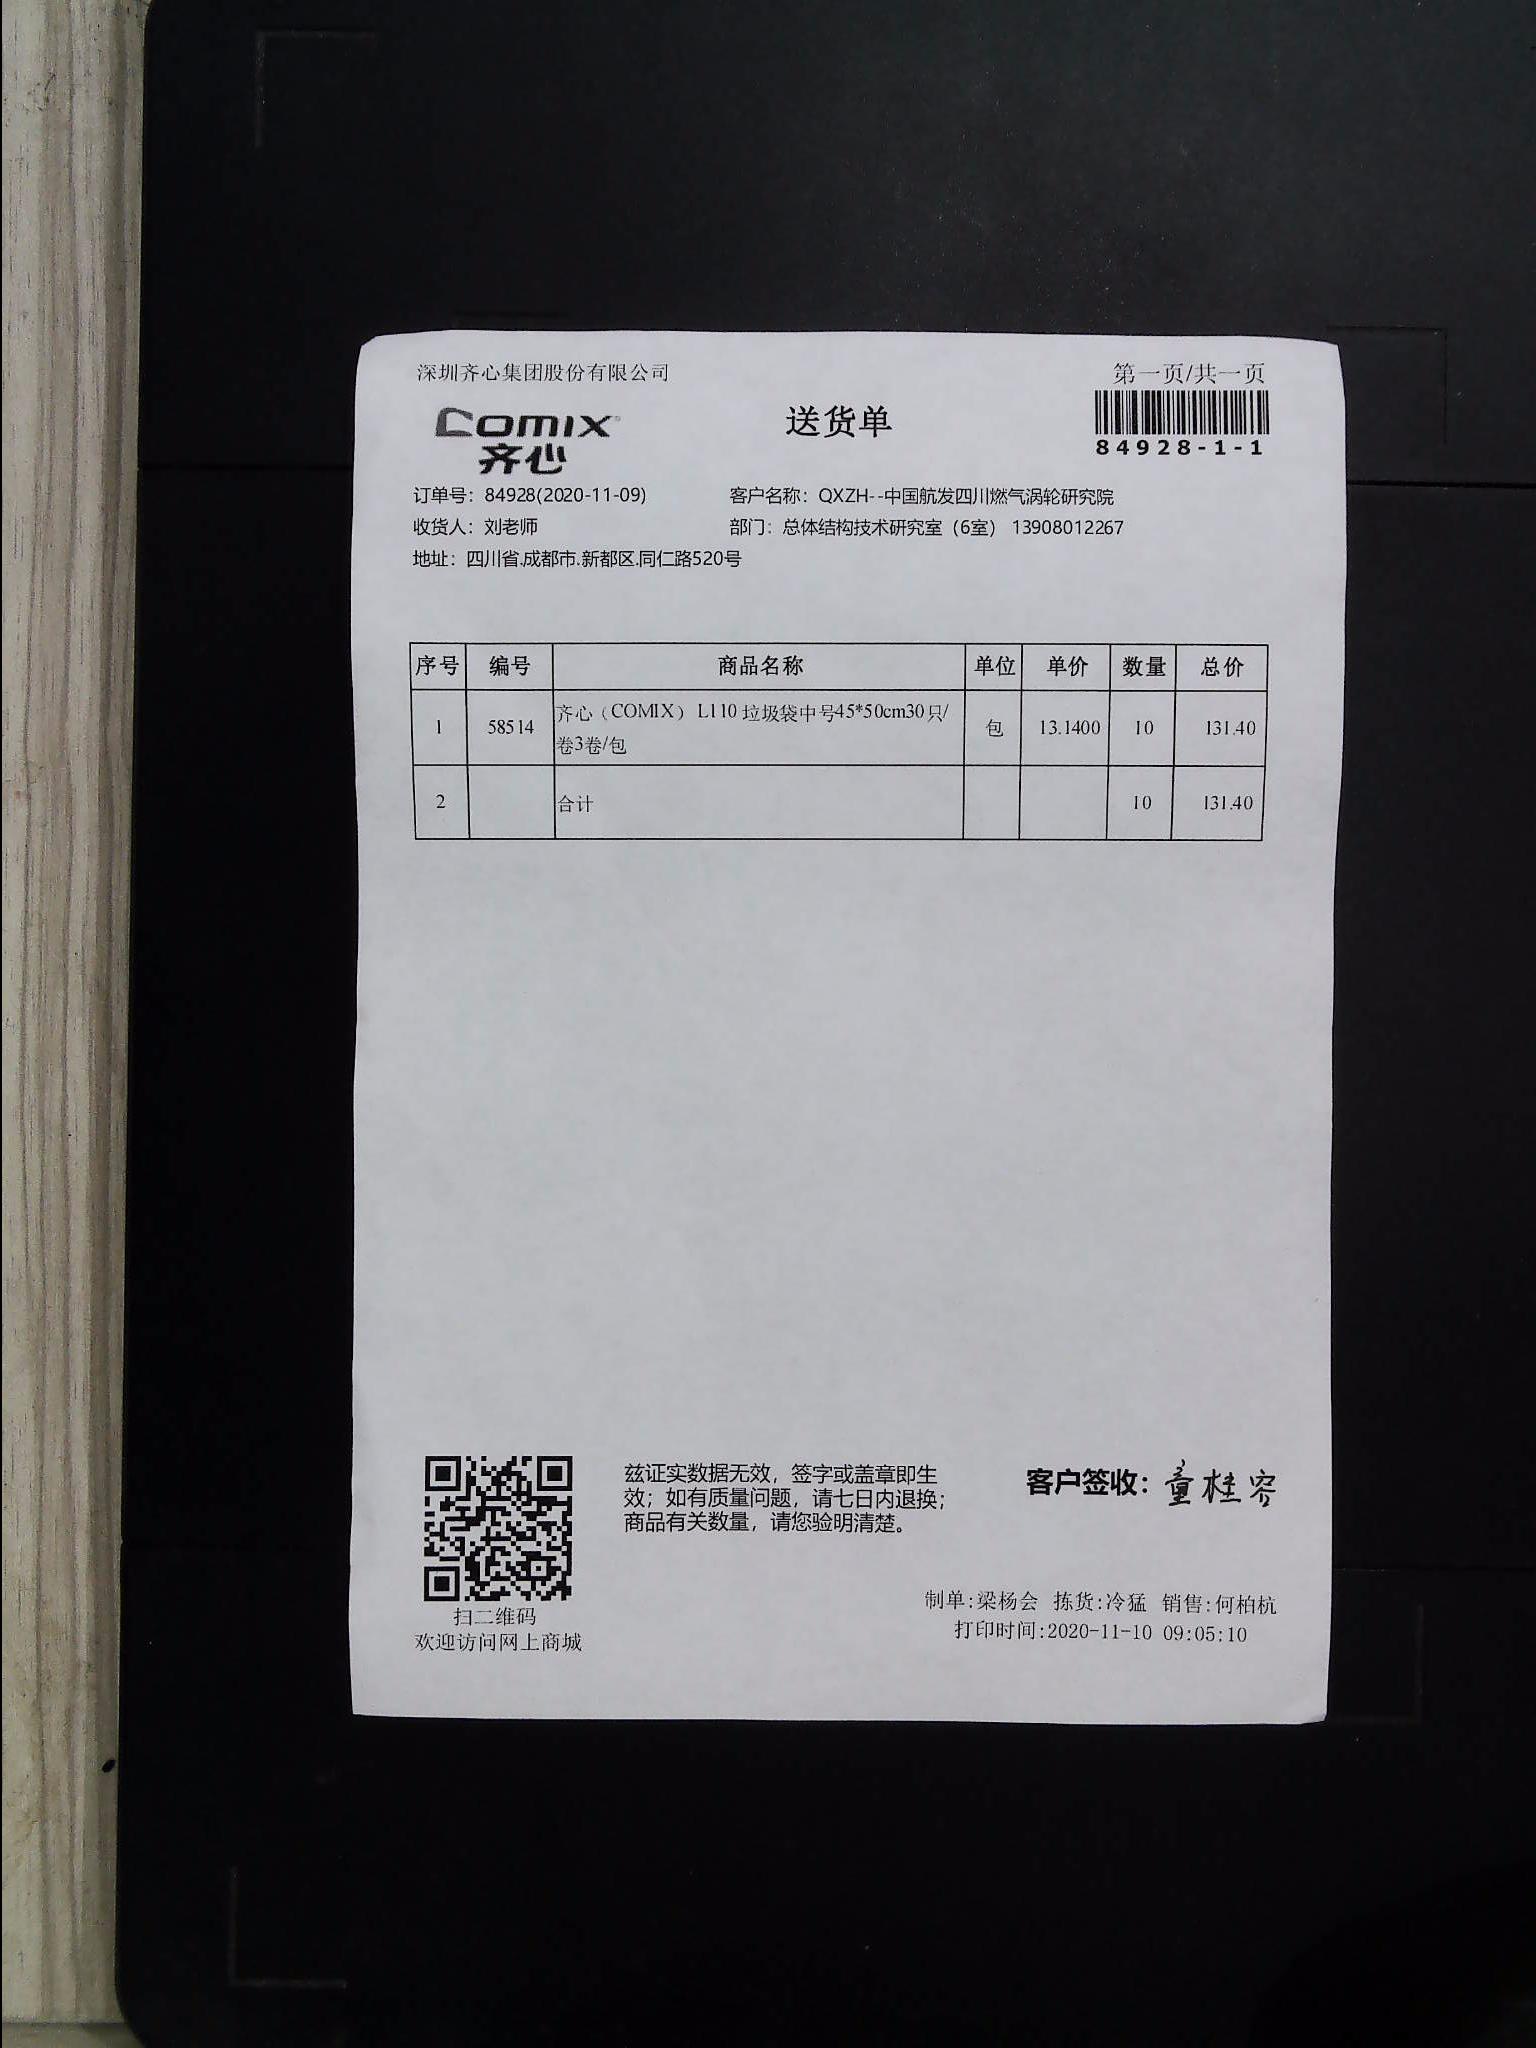 深圳齐心集团股份有限公司
第一页/共一页
COMIX
齐心
送货单
84928-1-1
订单号：84928(2020-11-09)
客户名称：QXZH--中国航发四川燃气涡轮研究院
收货人：刘老师
部门：总体结构技术研究室（6室） 13908012267
地址：四川省.成都市.新都区.同仁路520号
序号 编号 商品名称 单位 单价 数量 总价
1 58514 齐心（COMIX） L110 垃圾袋中号45*50cm30只/
卷3卷/包 包 13.1400 10 131.40
2 合计 10 131.40
兹证实数据无效，签字或盖章即生
效；如有质量问题，请七日内退换；
商品有关数量，请您验明清楚。
客户签收：童桂容
扫二维码
欢迎访问网上商城
制单:梁杨会 拣货:冷猛 销售:何柏杭
打印时间:2020-11-10 09:05:10